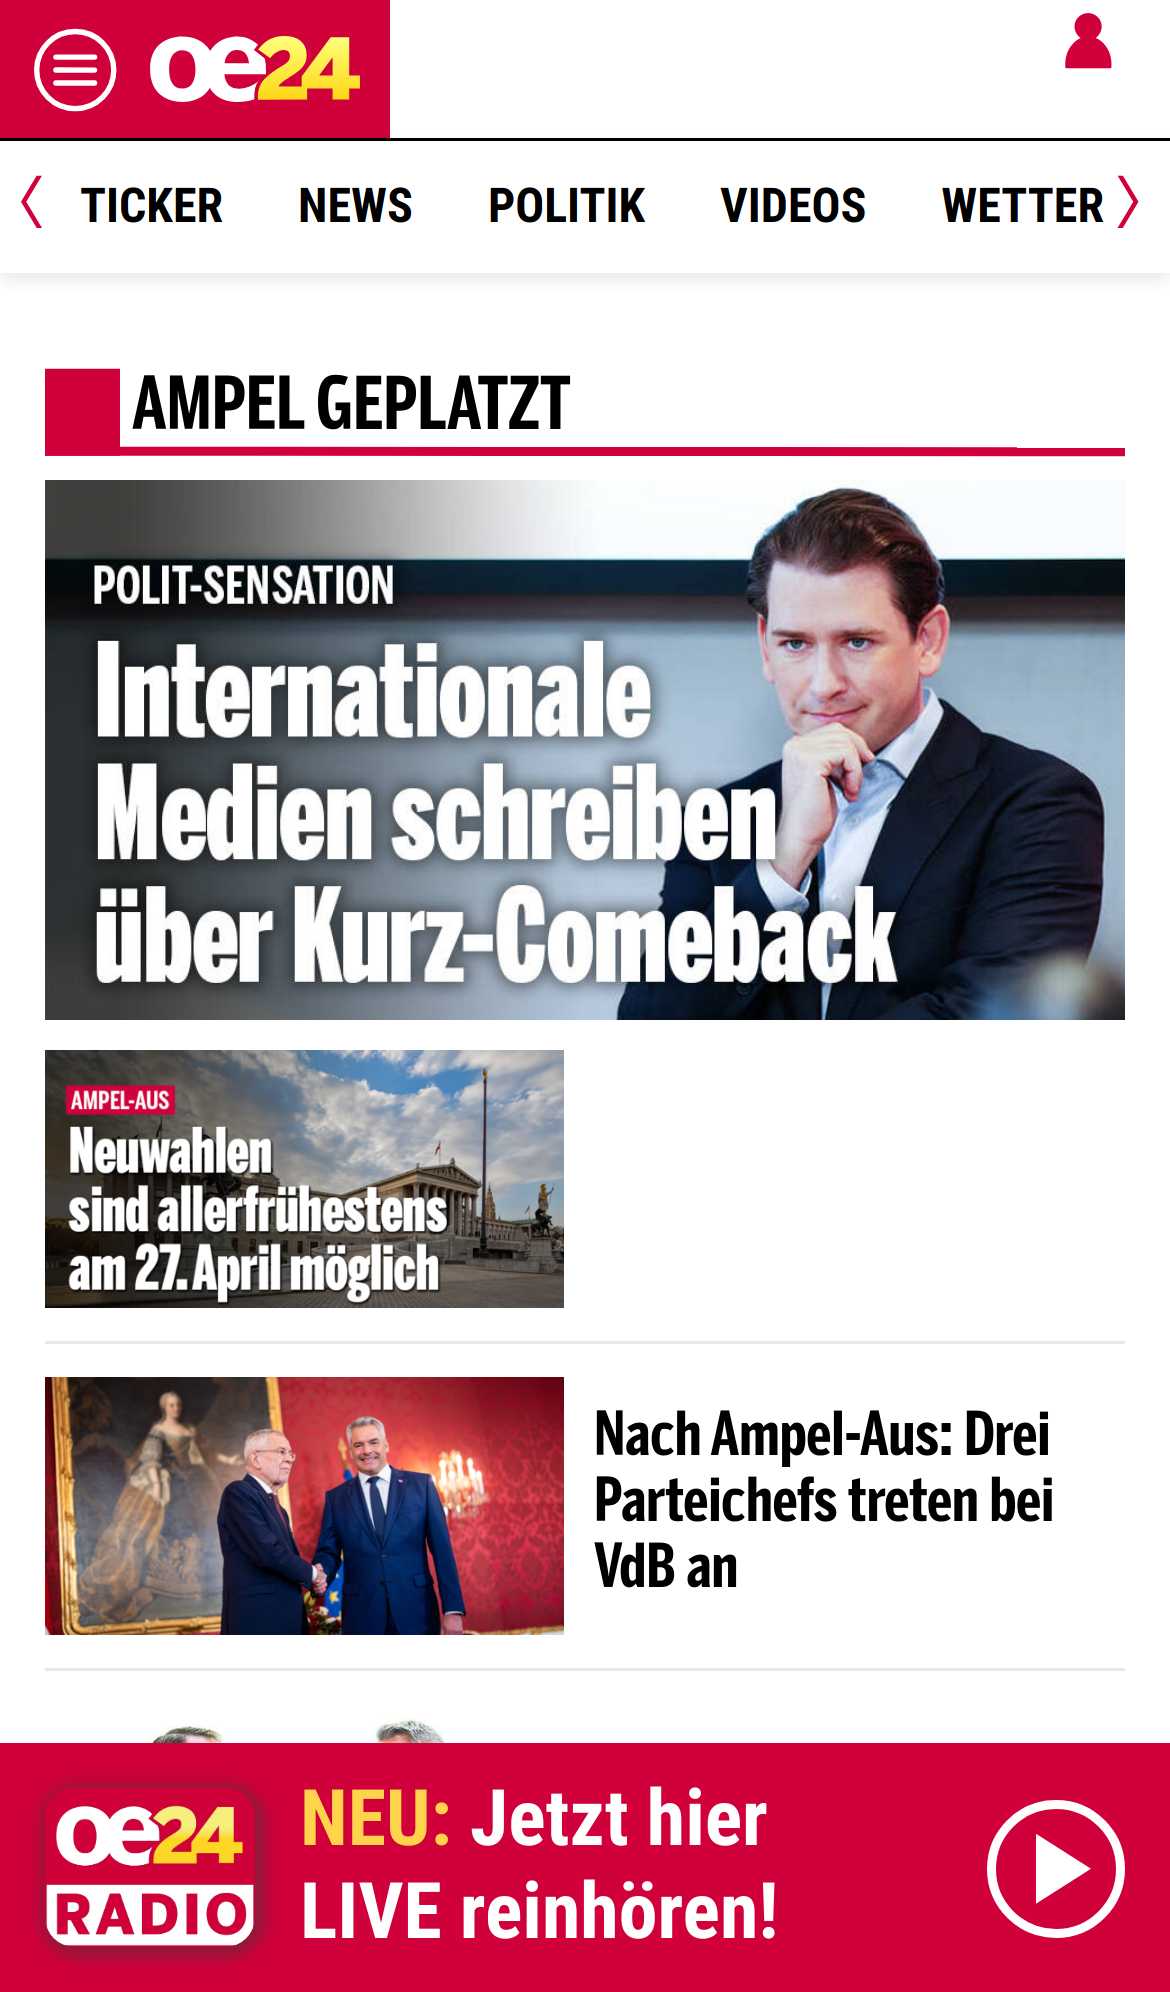 oe24
TICKER NEWS POLITIK VIDEOS WETTER
AMPEL GEPLATZT
POLIT-SENSATION
Internationale
Medien schreiben
über Kurz-Comeback
AMPEL-AUS
Neuwahlen
sind allerfrühestens
am 27. April möglich
Nach Ampel-Aus: Drei
Parteichefs treten bei
VdB an
oe24
RADIO
NEU: Jetzt hier
LIVE reinhören!